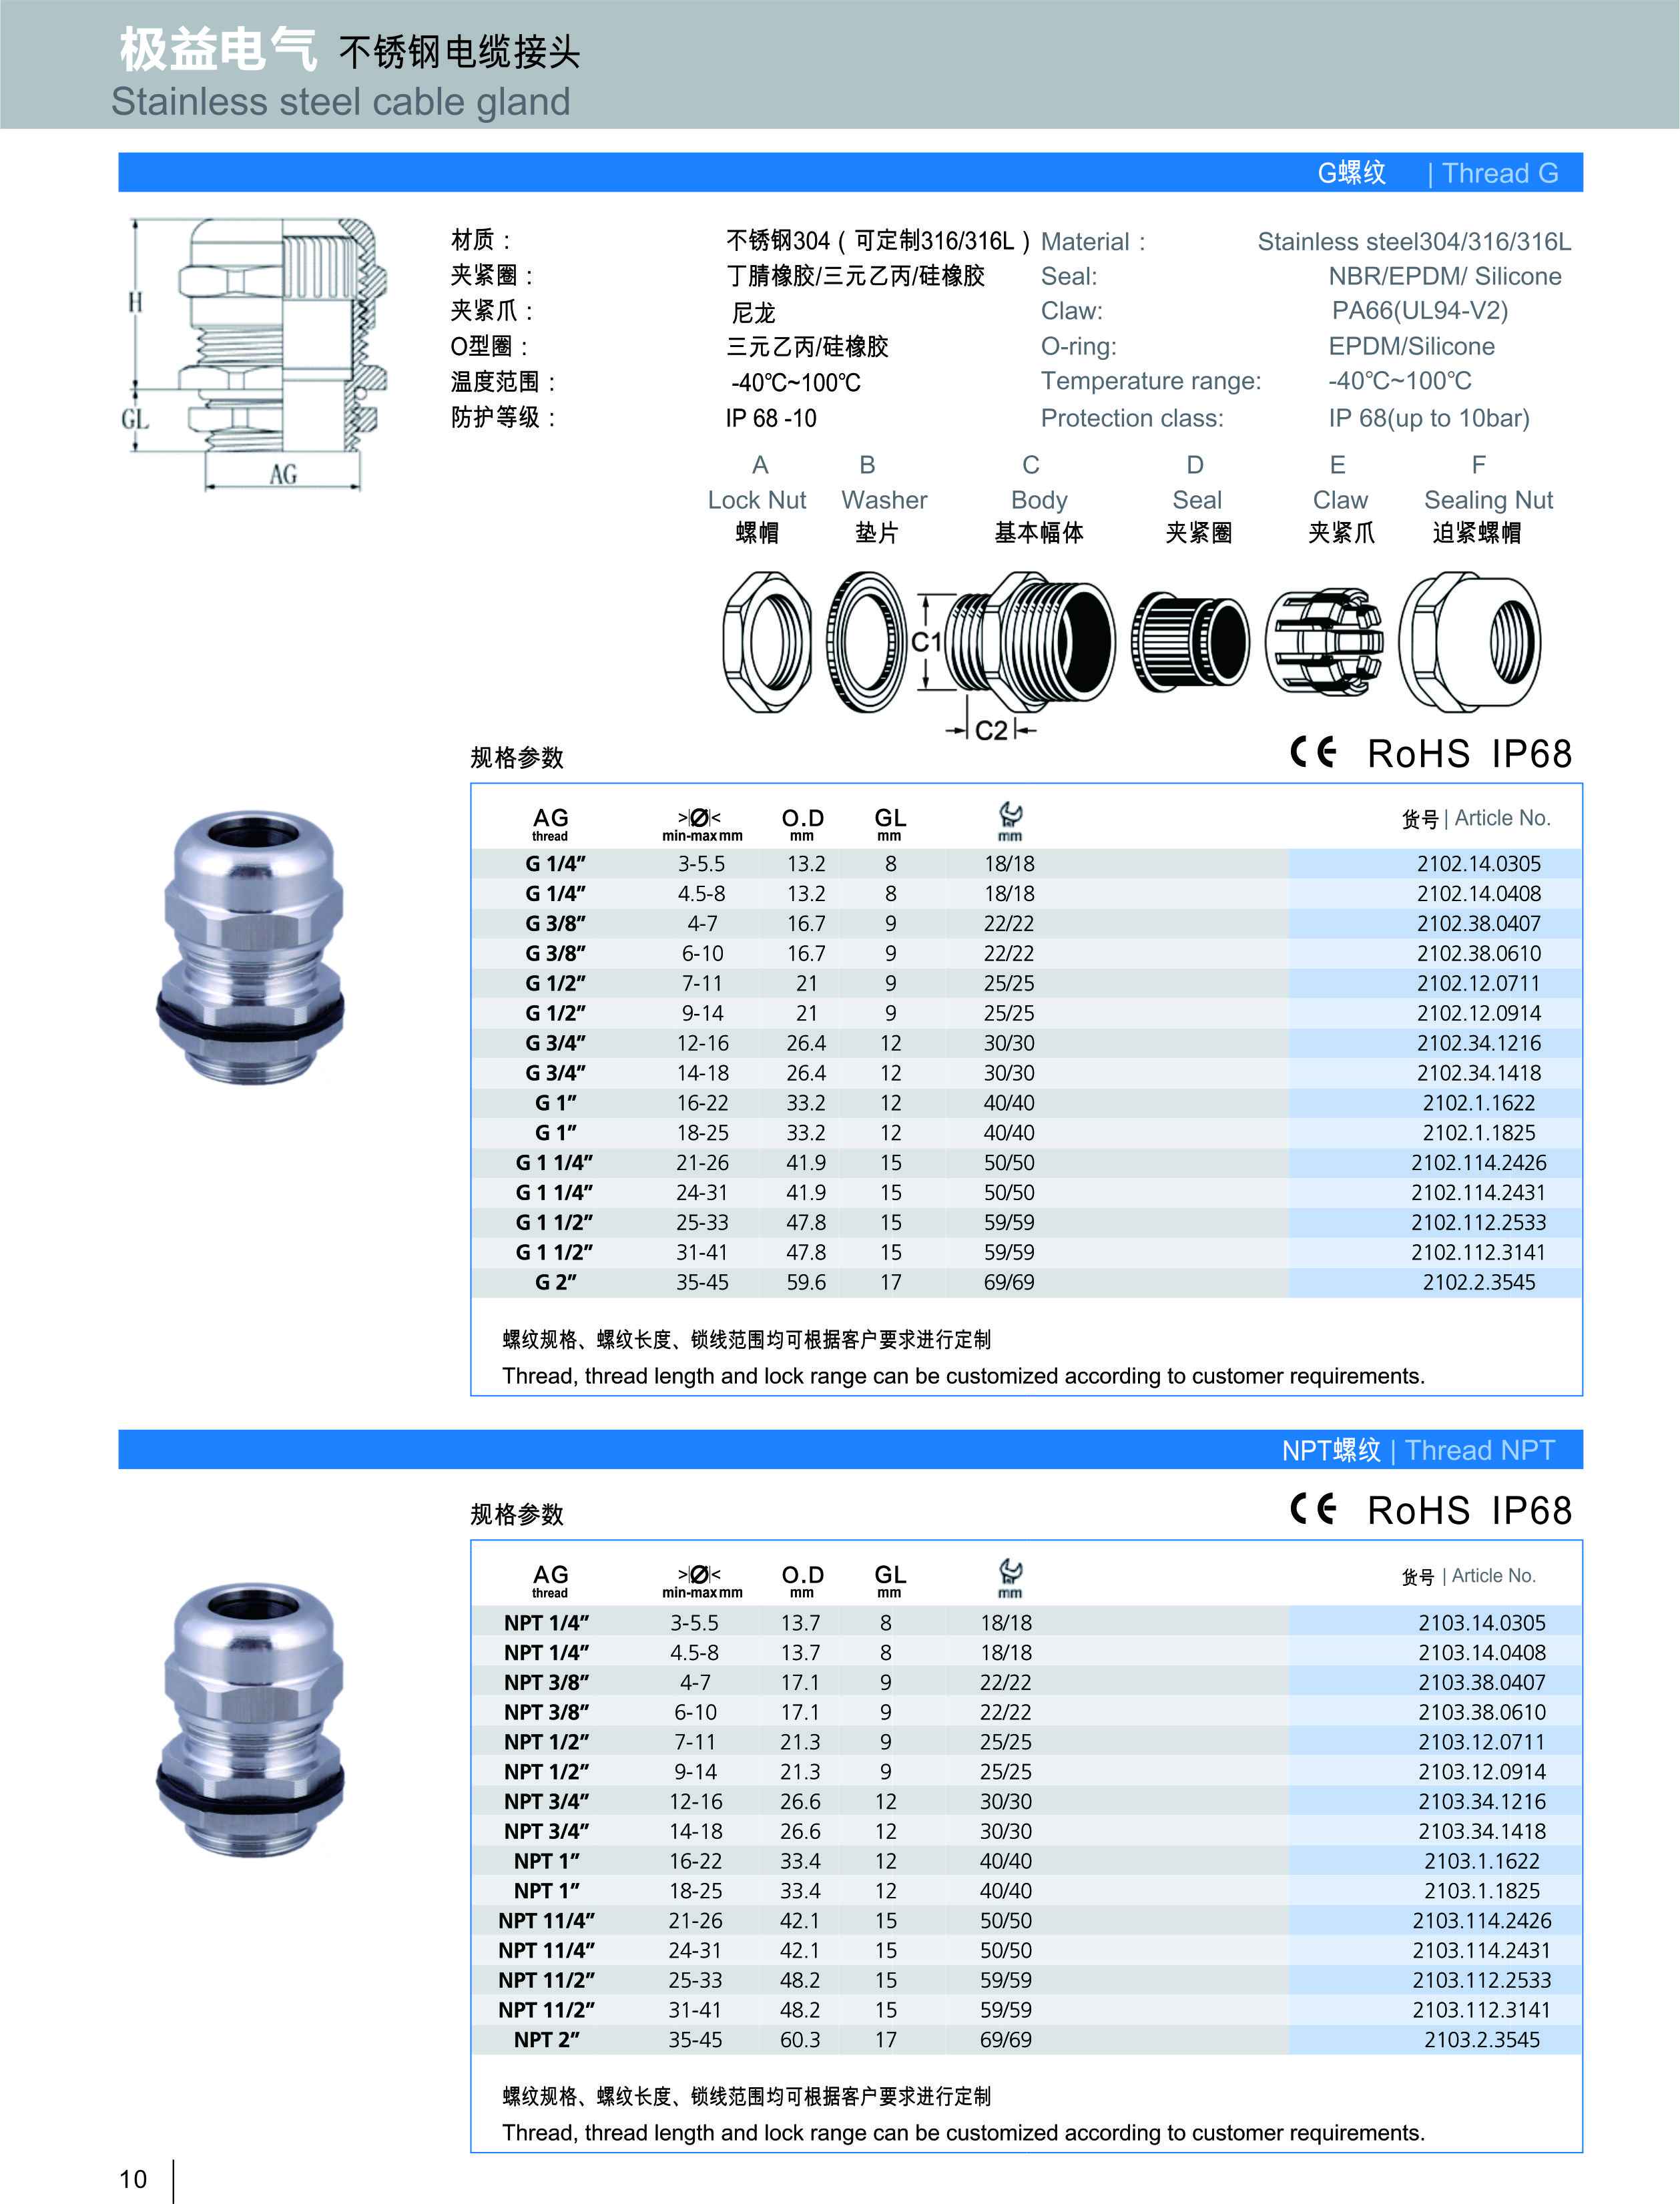 极益电气 不锈钢电缆接头
Stainless steel cable gland
G螺纹 | Thread G
材质： 不锈钢304（可定制316/316L） Material： Stainless steel304/316/316L
夹紧圈： 丁腈橡胶/三元乙丙/硅橡胶 Seal: NBR/EPDM/ Silicone
夹紧爪： 尼龙 Claw: PA66(UL94-V2)
O型圈： 三元乙丙/硅橡胶 O-ring: EPDM/Silicone
温度范围： -40℃~100℃ Temperature range: -40℃~100℃
防护等级： IP 68 -10 Protection class: IP 68(up to 10bar)
H
GL
AG
A B C D E F
Lock Nut Washer Body Seal Claw Sealing Nut
螺帽 垫片 基本幅体 夹紧圈 夹紧爪 迫紧螺帽
C1
C2
规格参数 CE RoHS IP68
AG >|Ø|< O.D GL 货号 | Article No.
thread min-max mm mm mm mm
G 1/4” 3-5.5 13.2 8 18/18 2102.14.0305
G 1/4” 4.5-8 13.2 8 18/18 2102.14.0408
G 3/8” 4-7 16.7 9 22/22 2102.38.0407
G 3/8” 6-10 16.7 9 22/22 2102.38.0610
G 1/2” 7-11 21 9 25/25 2102.12.0711
G 1/2” 9-14 21 9 25/25 2102.12.0914
G 3/4” 12-16 26.4 12 30/30 2102.34.1216
G 3/4” 14-18 26.4 12 30/30 2102.34.1418
G 1” 16-22 33.2 12 40/40 2102.1.1622
G 1” 18-25 33.2 12 40/40 2102.1.1825
G 1 1/4” 21-26 41.9 15 50/50 2102.114.2426
G 1 1/4” 24-31 41.9 15 50/50 2102.114.2431
G 1 1/2” 25-33 47.8 15 59/59 2102.112.2533
G 1 1/2” 31-41 47.8 15 59/59 2102.112.3141
G 2” 35-45 59.6 17 69/69 2102.2.3545
螺纹规格、螺纹长度、锁线范围均可根据客户要求进行定制
Thread, thread length and lock range can be customized according to customer requirements.
NPT螺纹 | Thread NPT
规格参数 CE RoHS IP68
AG >|Ø|< O.D GL 货号 | Article No.
thread min-max mm mm mm mm
NPT 1/4” 3-5.5 13.7 8 18/18 2103.14.0305
NPT 1/4” 4.5-8 13.7 8 18/18 2103.14.0408
NPT 3/8” 4-7 17.1 9 22/22 2103.38.0407
NPT 3/8” 6-10 17.1 9 22/22 2103.38.0610
NPT 1/2” 7-11 21.3 9 25/25 2103.12.0711
NPT 1/2” 9-14 21.3 9 25/25 2103.12.0914
NPT 3/4” 12-16 26.6 12 30/30 2103.34.1216
NPT 3/4” 14-18 26.6 12 30/30 2103.34.1418
NPT 1” 16-22 33.4 12 40/40 2103.1.1622
NPT 1” 18-25 33.4 12 40/40 2103.1.1825
NPT 11/4” 21-26 42.1 15 50/50 2103.114.2426
NPT 11/4” 24-31 42.1 15 50/50 2103.114.2431
NPT 11/2” 25-33 48.2 15 59/59 2103.112.2533
NPT 11/2” 31-41 48.2 15 59/59 2103.112.3141
NPT 2” 35-45 60.3 17 69/69 2103.2.3545
螺纹规格、螺纹长度、锁线范围均可根据客户要求进行定制
Thread, thread length and lock range can be customized according to customer requirements.
10